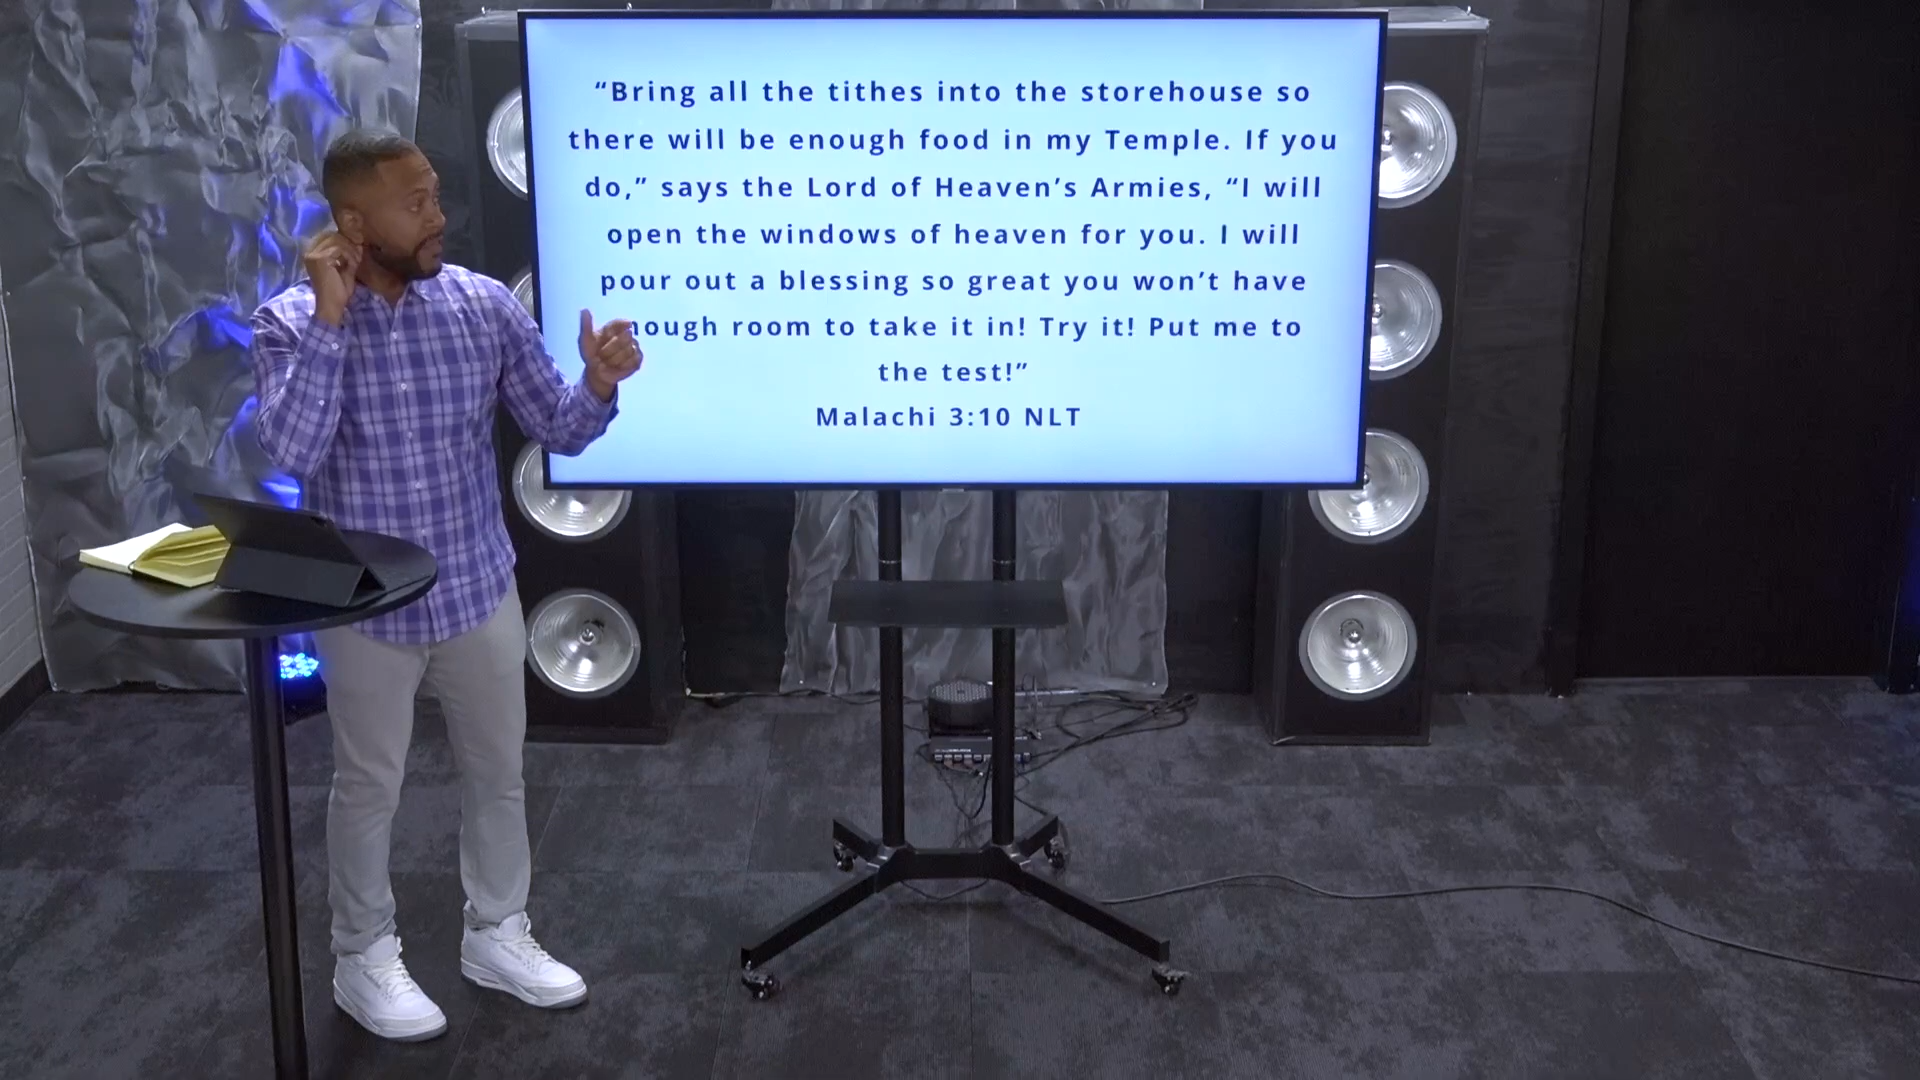 “Bring all the tithes into the storehouse so
there will be enough food in my Temple. If you
do,” says the Lord of Heaven’s Armies, “I will
open the windows of heaven for you. I will
pour out a blessing so great you won’t have
nough room to take it in! Try it! Put me to
the test!”
Malachi 3:10 NLT